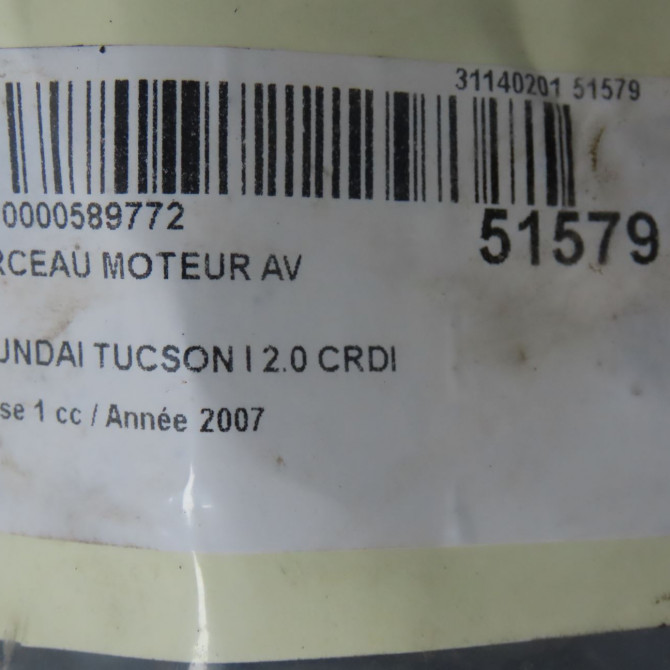 31140201 51579
0000589772
51579
RCEAU MOTEUR AV
UNDAI TUCSON I 2.0 CRDI
se 1 cc / Année 2007